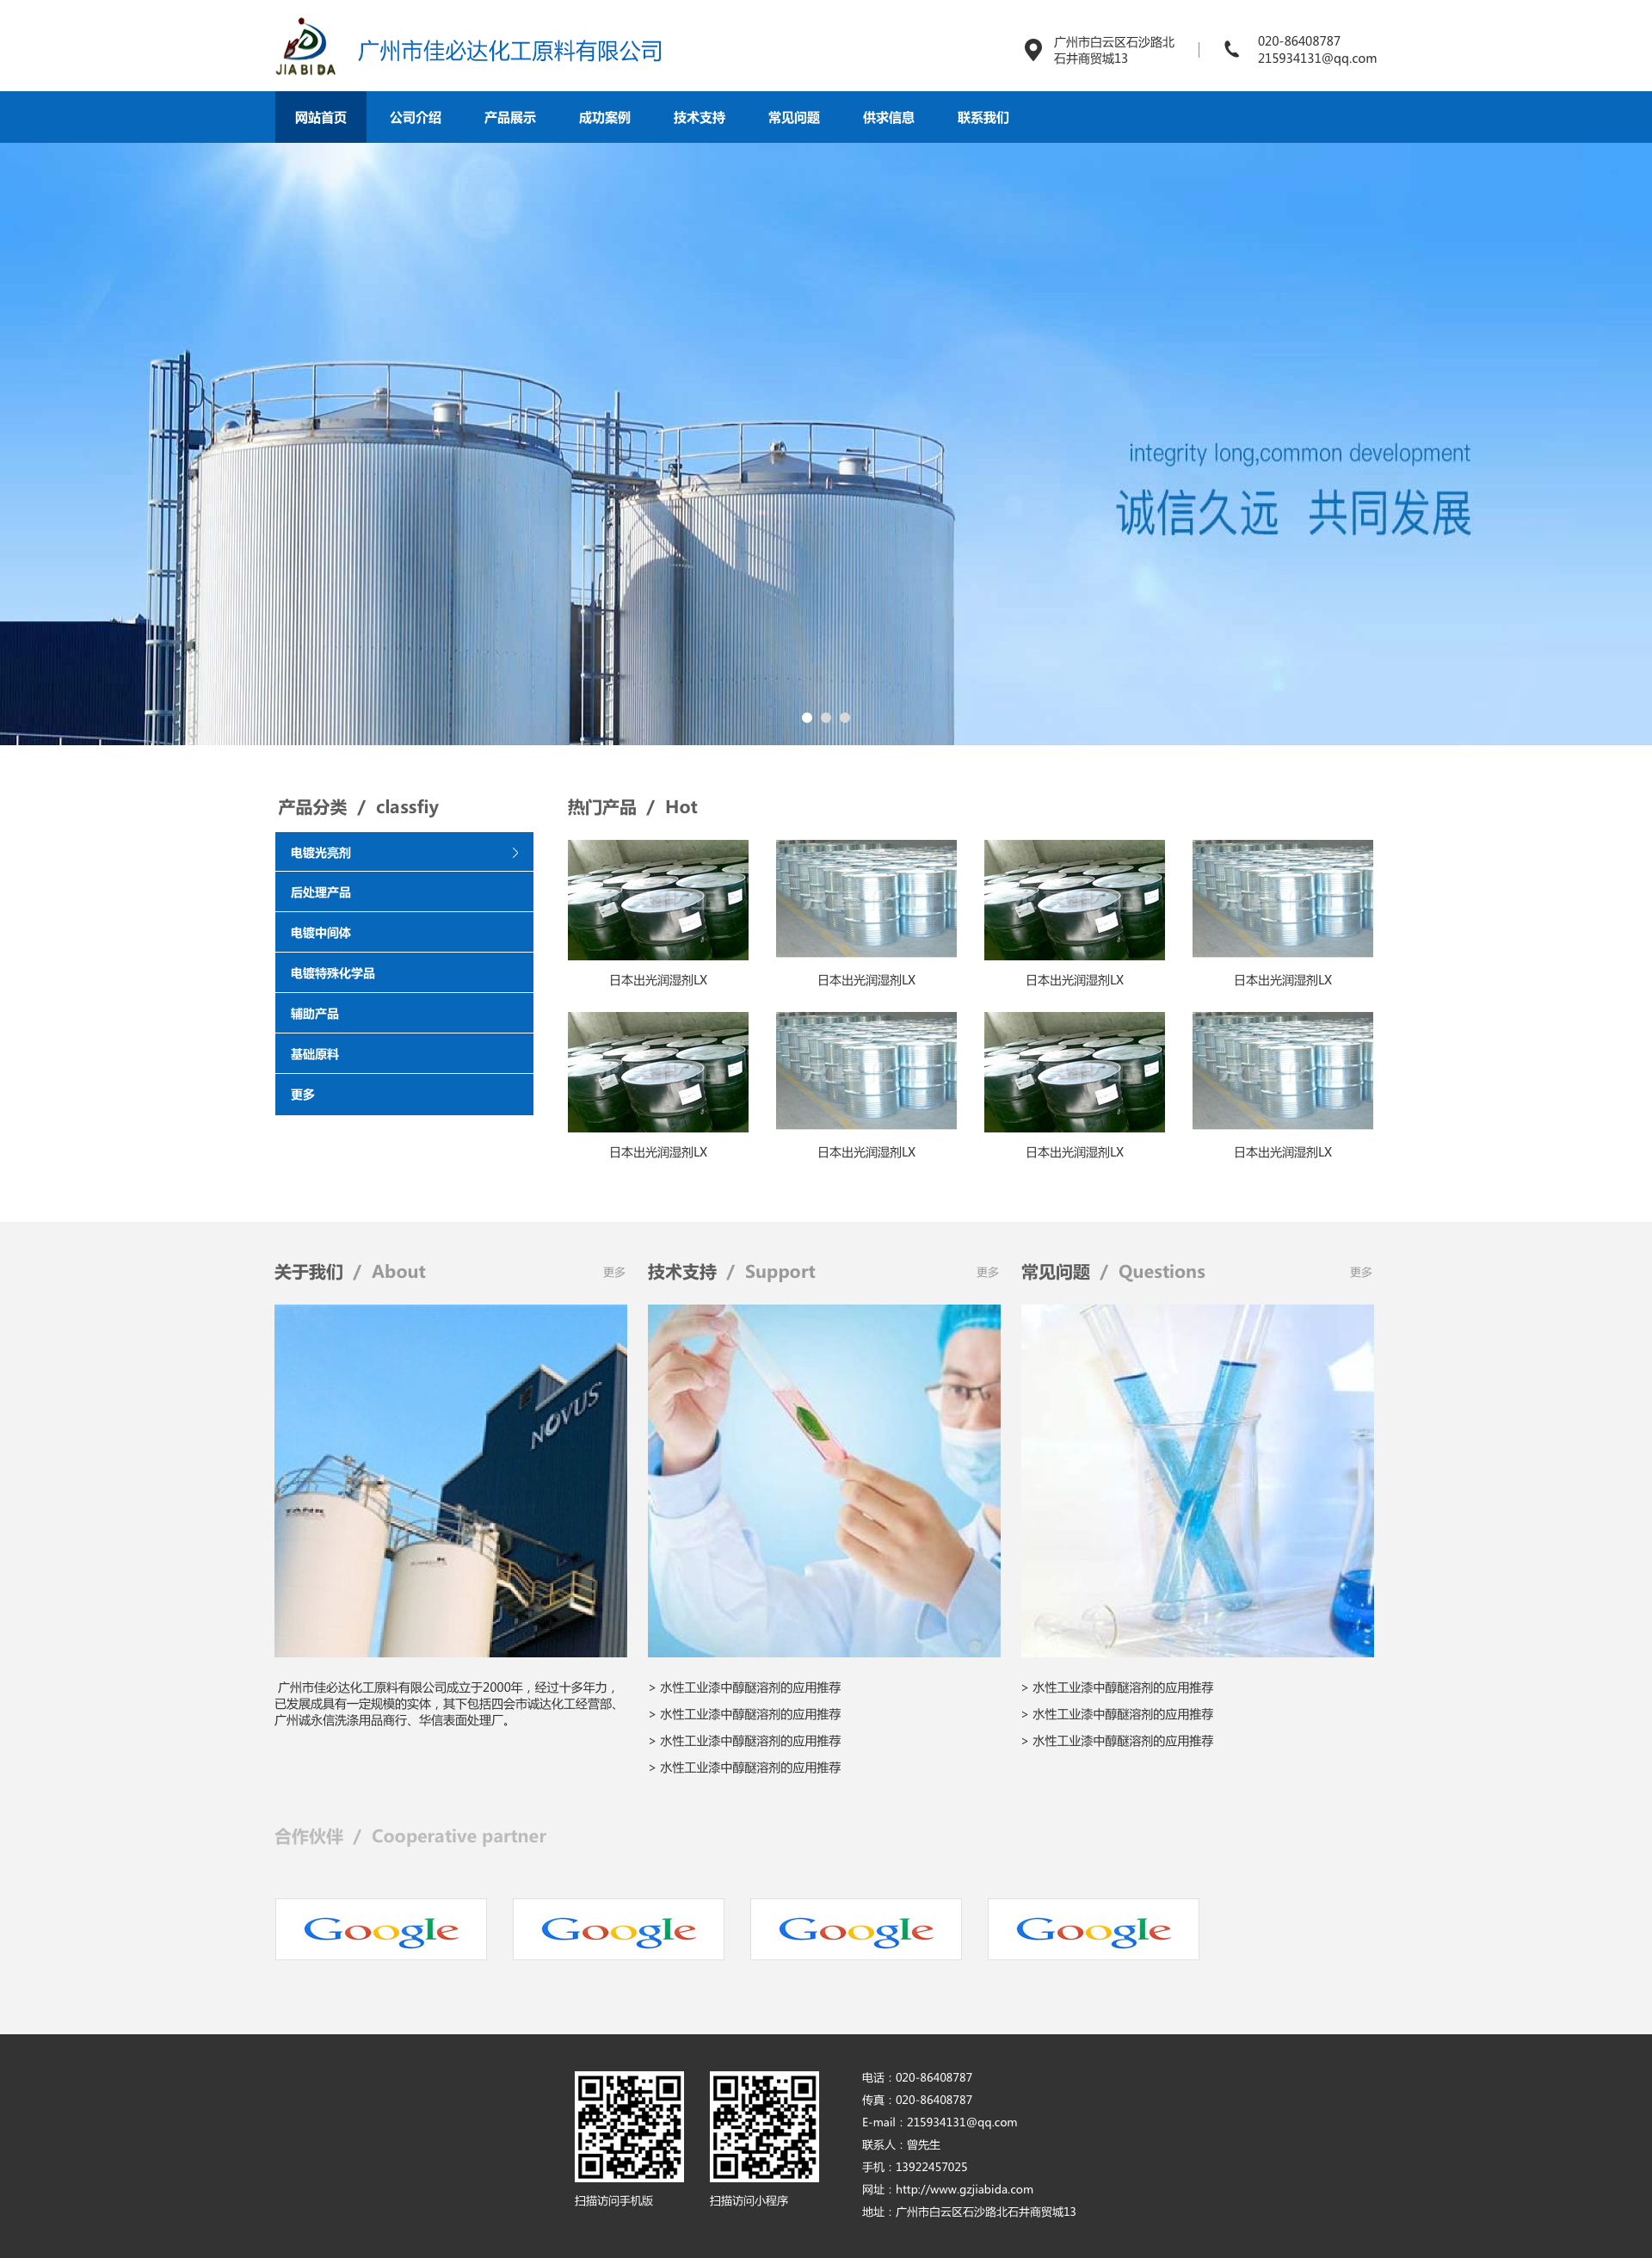 JIABIDA
广州市佳必达化工原料有限公司
广州市白云区石沙路北
石井商贸城13
020-86408787
215934131@qq.com
网站首页 公司介绍 产品展示 成功案例 技术支持 常见问题 供求信息 联系我们
integrity long,common development
诚信久远 共同发展
产品分类 / classfiy
电镀光亮剂
后处理产品
电镀中间体
电镀特殊化学品
辅助产品
基础原料
更多
热门产品 / Hot
日本出光润湿剂LX 日本出光润湿剂LX 日本出光润湿剂LX 日本出光润湿剂LX
日本出光润湿剂LX 日本出光润湿剂LX 日本出光润湿剂LX 日本出光润湿剂LX
关于我们 / About 更多
NOVUS
TANK
广州市佳必达化工原料有限公司成立于2000年，经过十多年力，
已发展成具有一定规模的实体，其下包括四会市诚达化工经营部、
广州诚永信洗涤用品商行、华信表面处理厂。
技术支持 / Support 更多
> 水性工业漆中醇醚溶剂的应用推荐
> 水性工业漆中醇醚溶剂的应用推荐
> 水性工业漆中醇醚溶剂的应用推荐
> 水性工业漆中醇醚溶剂的应用推荐
常见问题 / Questions 更多
> 水性工业漆中醇醚溶剂的应用推荐
> 水性工业漆中醇醚溶剂的应用推荐
> 水性工业漆中醇醚溶剂的应用推荐
合作伙伴 / Cooperative partner
Google Google Google Google
扫描访问手机版
扫描访问小程序
电话：020-86408787
传真：020-86408787
E-mail：215934131@qq.com
联系人：曾先生
手机：13922457025
网址：http://www.gzjiabida.com
地址：广州市白云区石沙路北石井商贸城13